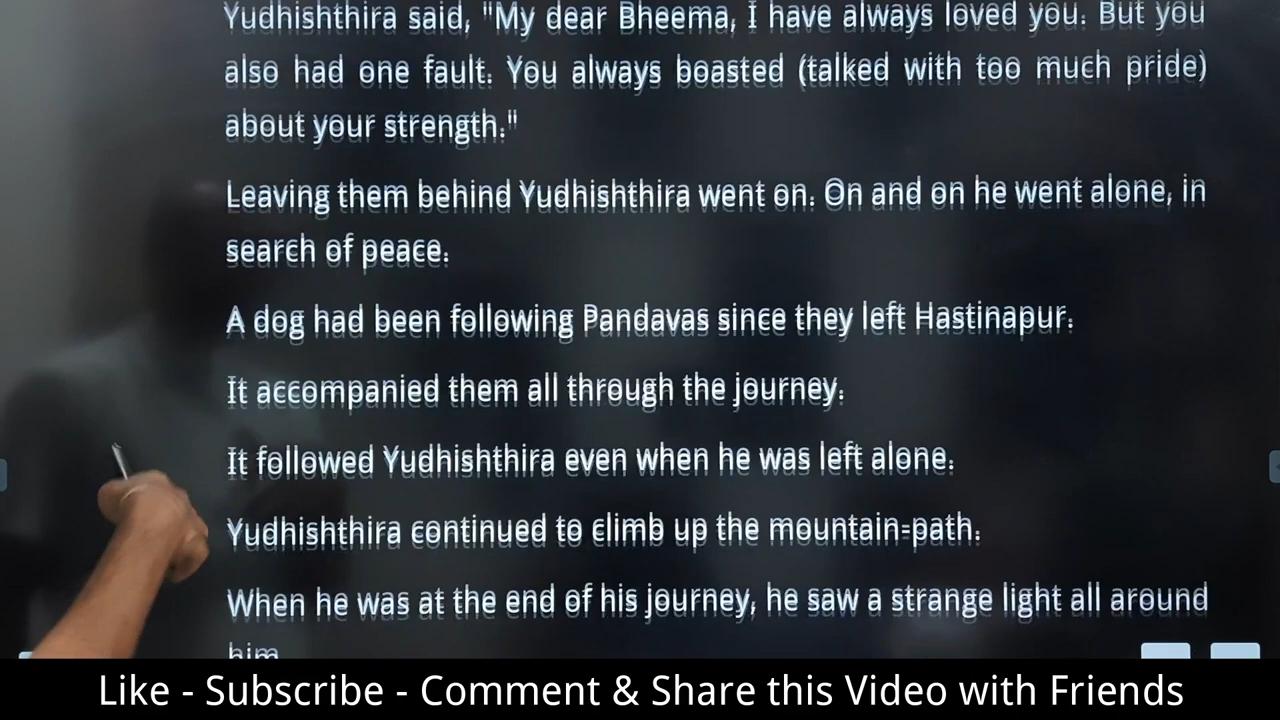 Yudhishthira said, "My dear Bheema, I have always loved you. But you
also had one fault. You always boasted (talked with too much pride)
about your strength."
Leaving them behind Yudhishthira went on. On and on he went alone, in
search of peace.
A dog had been following Pandavas since they left Hastinapur.
It accompanied them all through the journey.
It followed Yudhishthira even when he was left alone.
Yudhishthira continued to climb up the mountain-path.
When he was at the end of his journey, he saw a strange light all around
him
Like - Subscribe - Comment & Share this Video with Friends